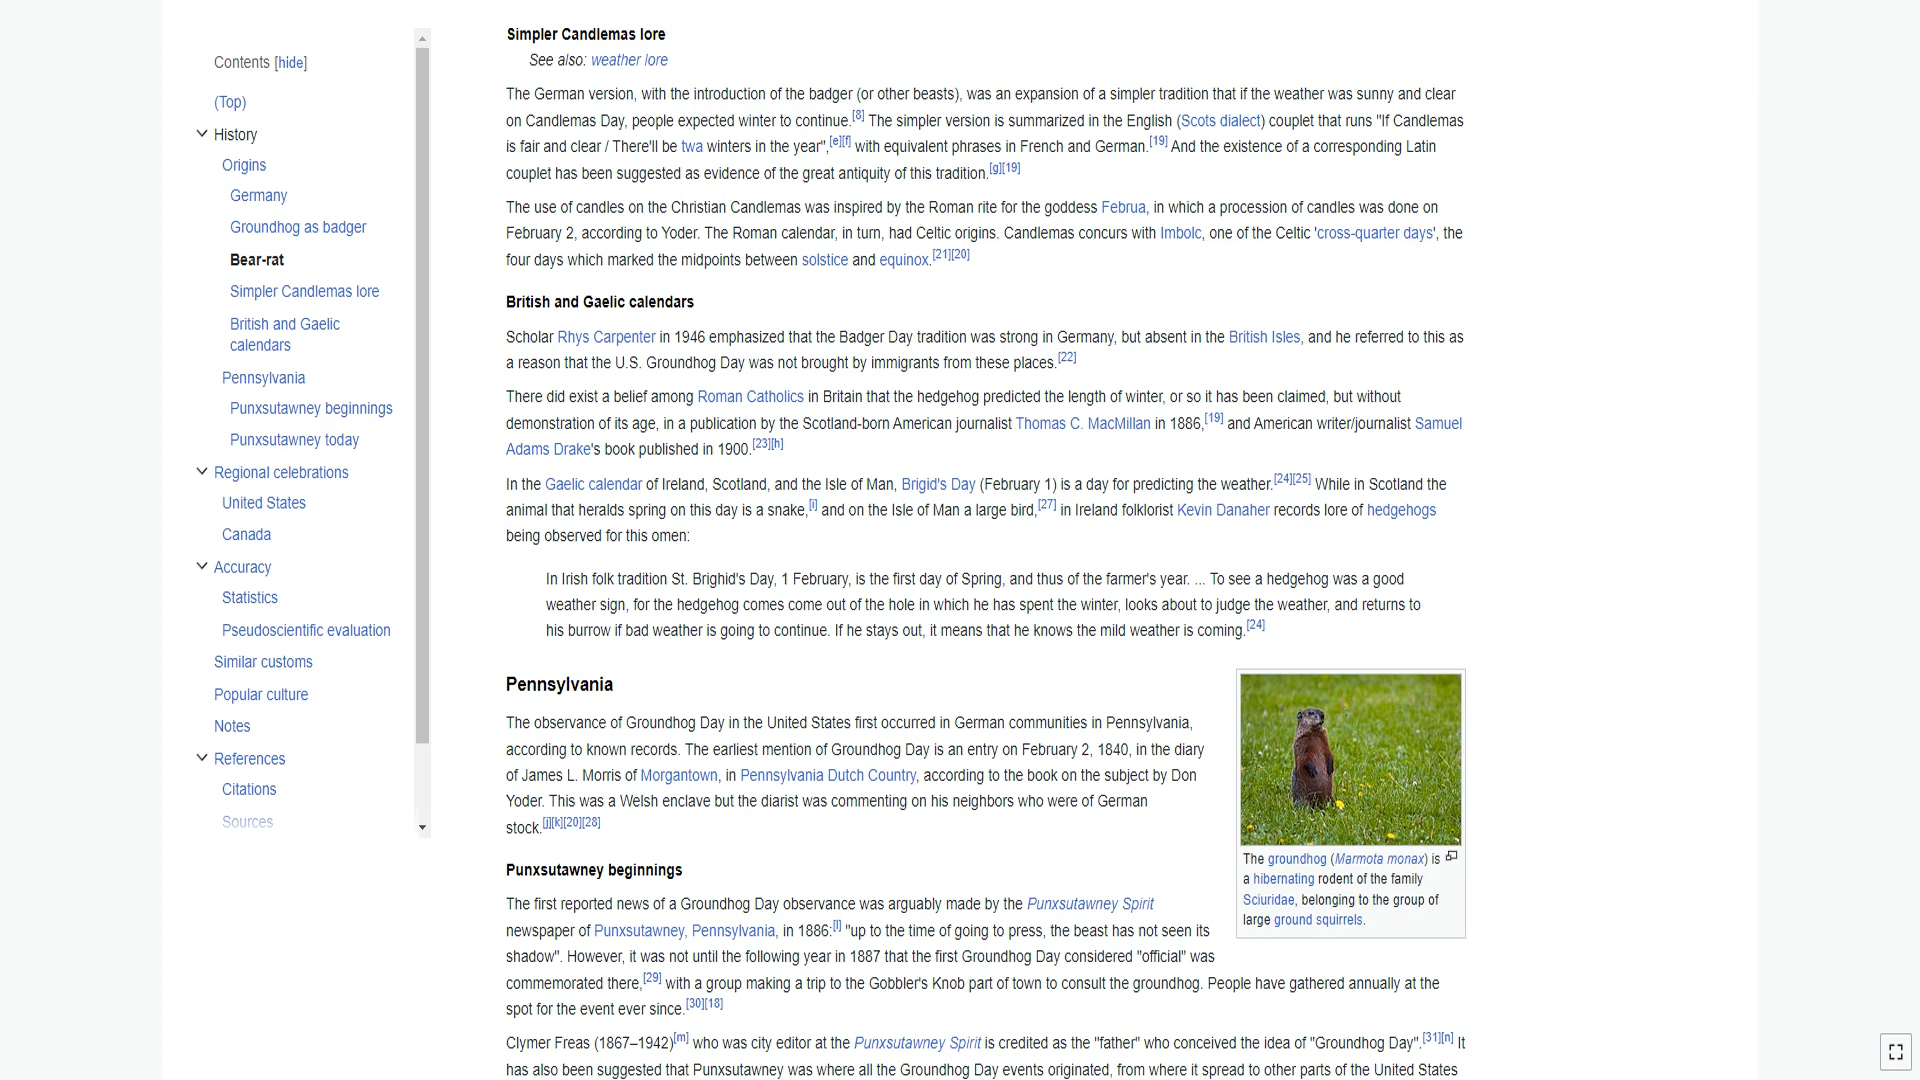 Contents [hide]
(Top)
History
Origins
Germany
Groundhog as badger
Bear-rat
Simpler Candlemas lore
British and Gaelic
calendars
Pennsylvania
Punxsutawney beginnings
Punxsutawney today
Regional celebrations
United States
Canada
Accuracy
Statistics
Pseudoscientific evaluation
Similar customs
Popular culture
Notes
References
Citations
Sources
Simpler Candlemas lore
See also: weather lore
The German version, with the introduction of the badger (or other beasts), was an expansion of a simpler tradition that if the weather was sunny and clear
on Candlemas Day, people expected winter to continue.[8] The simpler version is summarized in the English (Scots dialect) couplet that runs "If Candlemas
is fair and clear / There'll be twa winters in the year",[e][f] with equivalent phrases in French and German.[19] And the existence of a corresponding Latin
couplet has been suggested as evidence of the great antiquity of this tradition.[g][19]
The use of candles on the Christian Candlemas was inspired by the Roman rite for the goddess Februa, in which a procession of candles was done on
February 2, according to Yoder. The Roman calendar, in turn, had Celtic origins. Candlemas concurs with Imbolc, one of the Celtic 'cross-quarter days', the
four days which marked the midpoints between solstice and equinox.[21][20]
British and Gaelic calendars
Scholar Rhys Carpenter in 1946 emphasized that the Badger Day tradition was strong in Germany, but absent in the British Isles, and he referred to this as
a reason that the U.S. Groundhog Day was not brought by immigrants from these places.[22]
There did exist a belief among Roman Catholics in Britain that the hedgehog predicted the length of winter, or so it has been claimed, but without
demonstration of its age, in a publication by the Scotland-born American journalist Thomas C. MacMillan in 1886,[19] and American writer/journalist Samuel
Adams Drake's book published in 1900.[23][h]
In the Gaelic calendar of Ireland, Scotland, and the Isle of Man, Brigid's Day (February 1) is a day for predicting the weather.[24][25] While in Scotland the
animal that heralds spring on this day is a snake,[i] and on the Isle of Man a large bird,[27] in Ireland folklorist Kevin Danaher records lore of hedgehogs
being observed for this omen:
In Irish folk tradition St. Brighid's Day, 1 February, is the first day of Spring, and thus of the farmer's year. ... To see a hedgehog was a good
weather sign, for the hedgehog comes come out of the hole in which he has spent the winter, looks about to judge the weather, and returns to
his burrow if bad weather is going to continue. If he stays out, it means that he knows the mild weather is coming.[24]
Pennsylvania
The observance of Groundhog Day in the United States first occurred in German communities in Pennsylvania,
according to known records. The earliest mention of Groundhog Day is an entry on February 2, 1840, in the diary
of James L. Morris of Morgantown, in Pennsylvania Dutch Country, according to the book on the subject by Don
Yoder. This was a Welsh enclave but the diarist was commenting on his neighbors who were of German
stock.[j][k][20][28]
The groundhog (Marmota monax) is
a hibernating rodent of the family
Sciuridae, belonging to the group of
large ground squirrels.
Punxsutawney beginnings
The first reported news of a Groundhog Day observance was arguably made by the Punxsutawney Spirit
newspaper of Punxsutawney, Pennsylvania, in 1886:[l] "up to the time of going to press, the beast has not seen its
shadow". However, it was not until the following year in 1887 that the first Groundhog Day considered "official" was
commemorated there,[29] with a group making a trip to the Gobbler's Knob part of town to consult the groundhog. People have gathered annually at the
spot for the event ever since.[30][18]
Clymer Freas (1867–1942)[m] who was city editor at the Punxsutawney Spirit is credited as the "father" who conceived the idea of "Groundhog Day".[31][n] It
has also been suggested that Punxsutawney was where all the Groundhog Day events originated, from where it spread to other parts of the United States